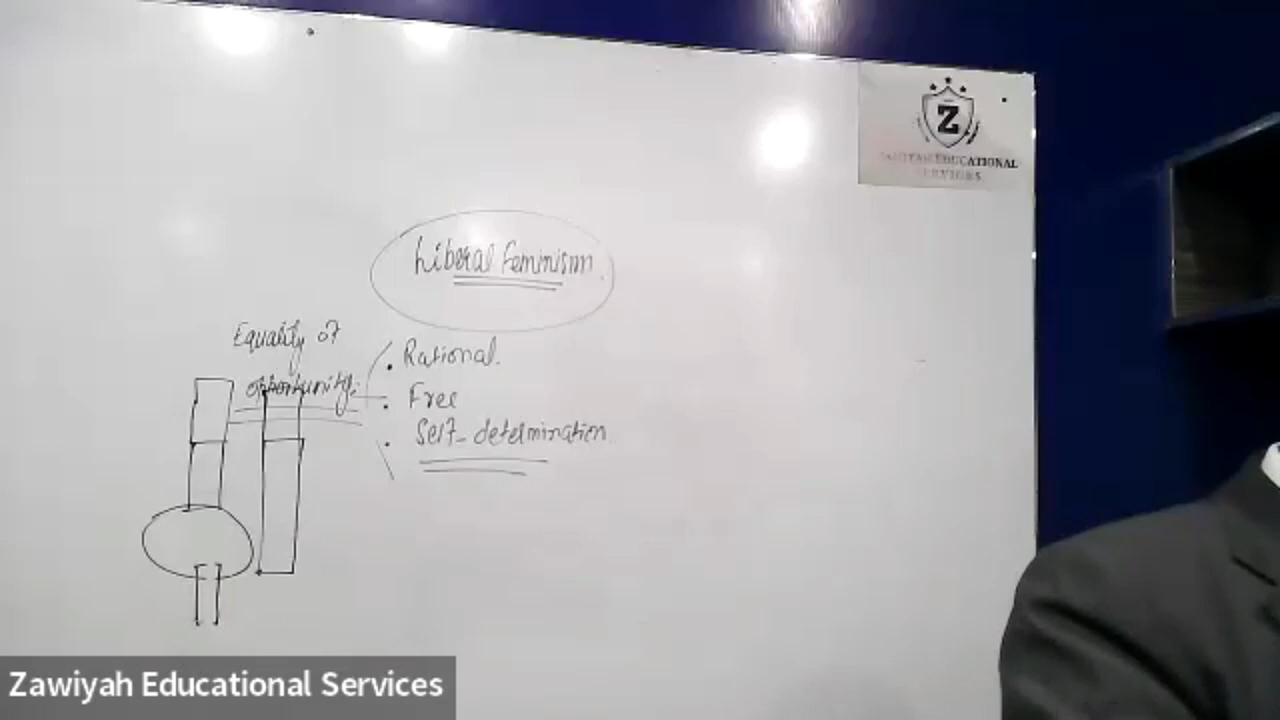 Z
ZAWIYAH EDUCATIONAL
SERVICES
Liberal Feminism
Equality of
opportunity
• Rational.
• Free
• Self-determination
Zawiyah Educational Services